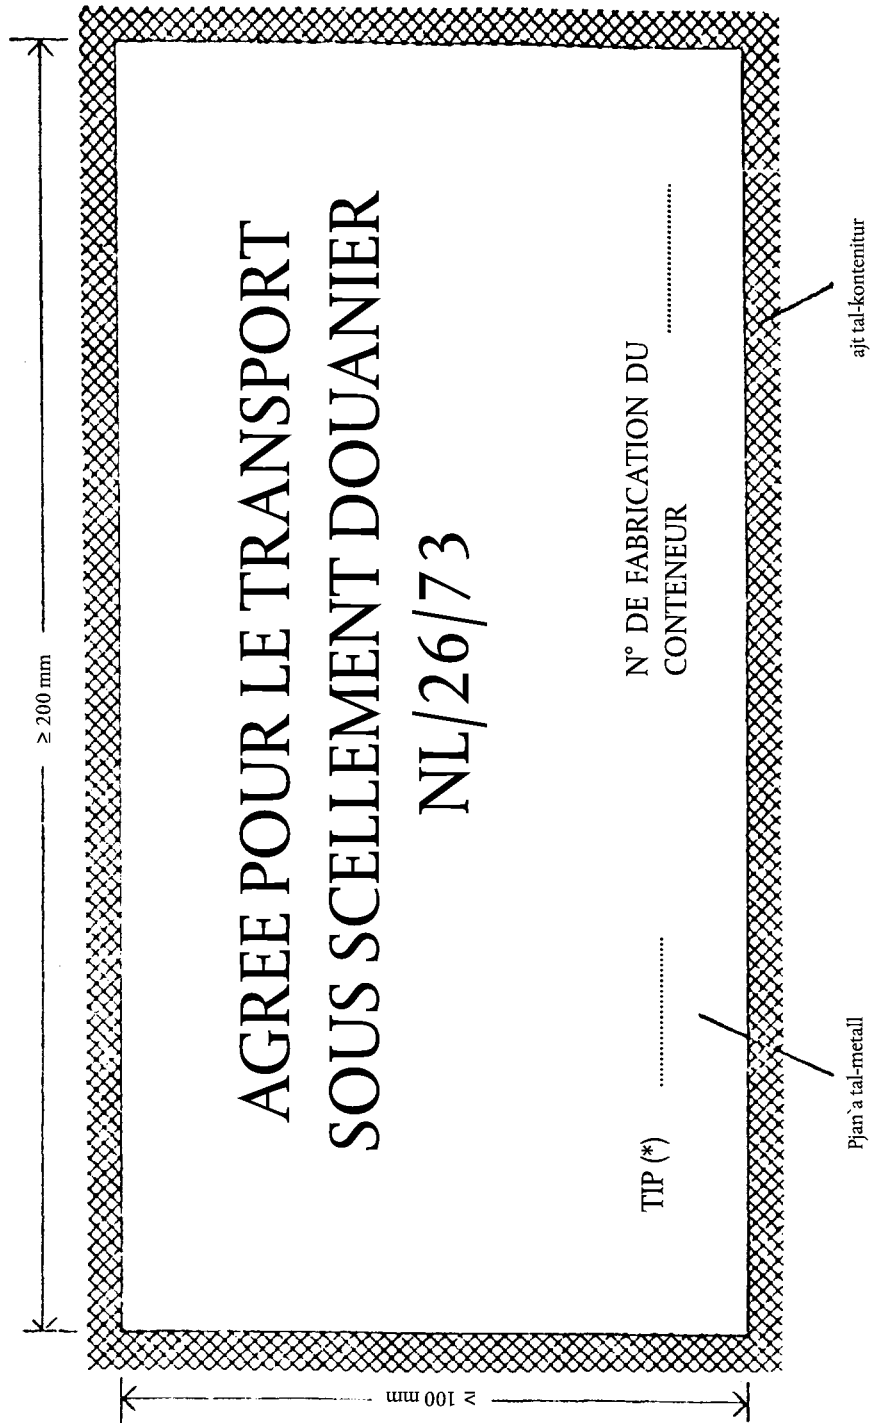 ≥ 200 mm
≥ 100 mm
AGREE POUR LE TRANSPORT
SOUS SCELLEMENT DOUANIER
NL/26/73
TIP (*) ..........................
N° DE FABRICATION DU
CONTENEUR ..........................
Pjan`a tal-metall
ajt tal-kontenitur